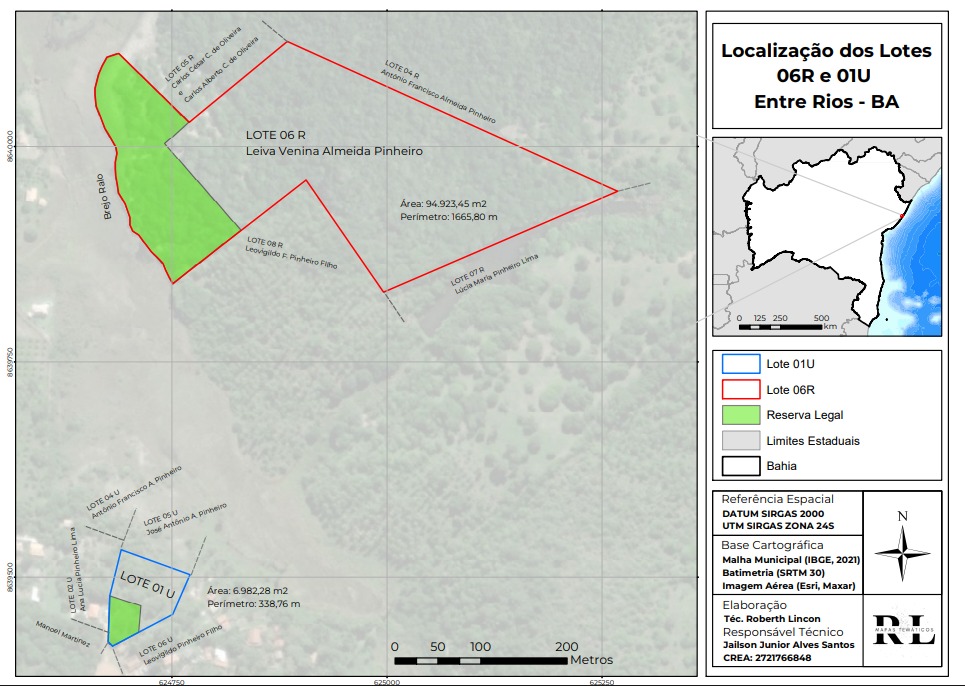 LOTE 05 R
Carlos César C. de Oliveira
e
Carlos Alberto C. de Oliveira
LOTE 04 R
Antônio Francisco Almeida Pinheiro
LOTE 06 R
Leiva Venina Almeida Pinheiro
8640000
Brejo Ralo
Área: 94.923,45 m2
Perímetro: 1665,80 m
LOTE 08 R
Leovigildo F. Pinheiro Filho
LOTE 07 R
Lúcia Maria Pinheiro Lima
8639750
LOTE 04 U
Antônio Francisco A. Pinheiro
LOTE 05 U
José Antônio A. Pinheiro
LOTE 02 U
Ana Lúcia Pinheiro Lima
8639500
LOTE 01 U
Área: 6.982,28 m2
Perímetro: 338,76 m
Manoel Martinez
LOTE 06 U
Leovigildo Pinheiro Filho
0 50 100 200
Metros
624750 625000 625250
Localização dos Lotes
06R e 01U
Entre Rios - BA
0 125 250 500
km
Lote 01U
Lote 06R
Reserva Legal
Limites Estaduais
Bahia
Referência Espacial
DATUM SIRGAS 2000
UTM SIRGAS ZONA 24S
Base Cartográfica
Malha Municipal (IBGE, 2021)
Batimetria (SRTM 30)
Imagem Aérea (Esri, Maxar)
Elaboração
Téc. Roberth Lincon
Responsável Técnico
Jailson Junior Alves Santos
CREA: 2721766848
N
RL
MAPAS TEMÁTICOS